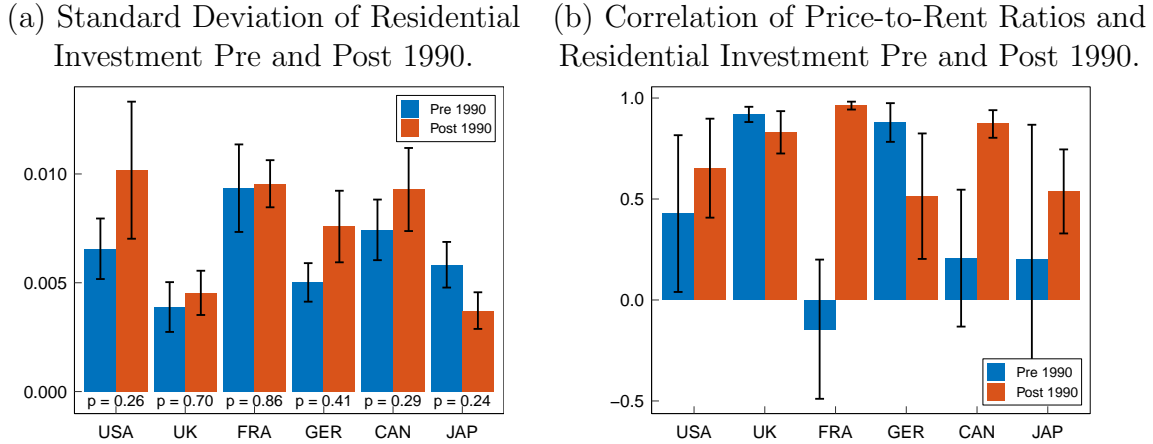 (a) Standard Deviation of Residential
Investment Pre and Post 1990.
Pre 1990
Post 1990
0.010
0.005
0.000
p = 0.26 p = 0.70 p = 0.86 p = 0.41 p = 0.29 p = 0.24
USA UK FRA GER CAN JAP
(b) Correlation of Price-to-Rent Ratios and
Residential Investment Pre and Post 1990.
1.0
0.5
0.0
−0.5
Pre 1990
Post 1990
USA UK FRA GER CAN JAP